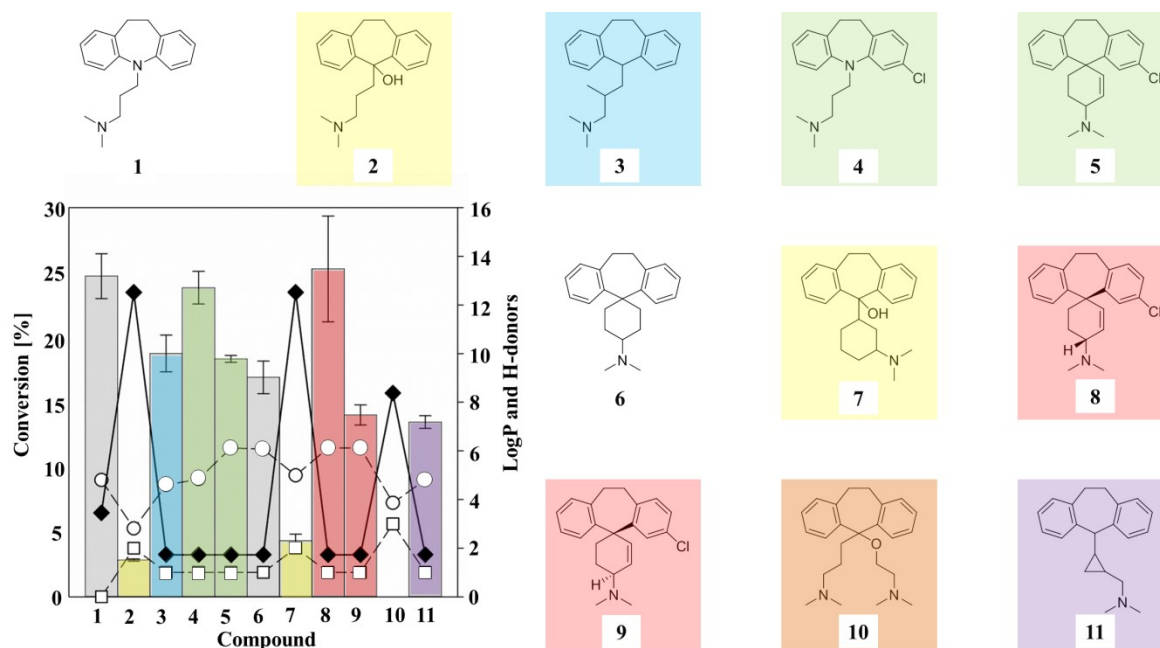 N
N
1
OH
N
2
N
3
N
Cl
N
4
Cl
N
5
30
25
20
15
10
5
0
Conversion [%]
16
14
12
10
8
6
4
2
0
LogP and H-donors
1 2 3 4 5 6 7 8 9 10 11
Compound
N
6
OH
N
7
Cl
H
N
8
Cl
H
N
9
O
N
N
10
N
11